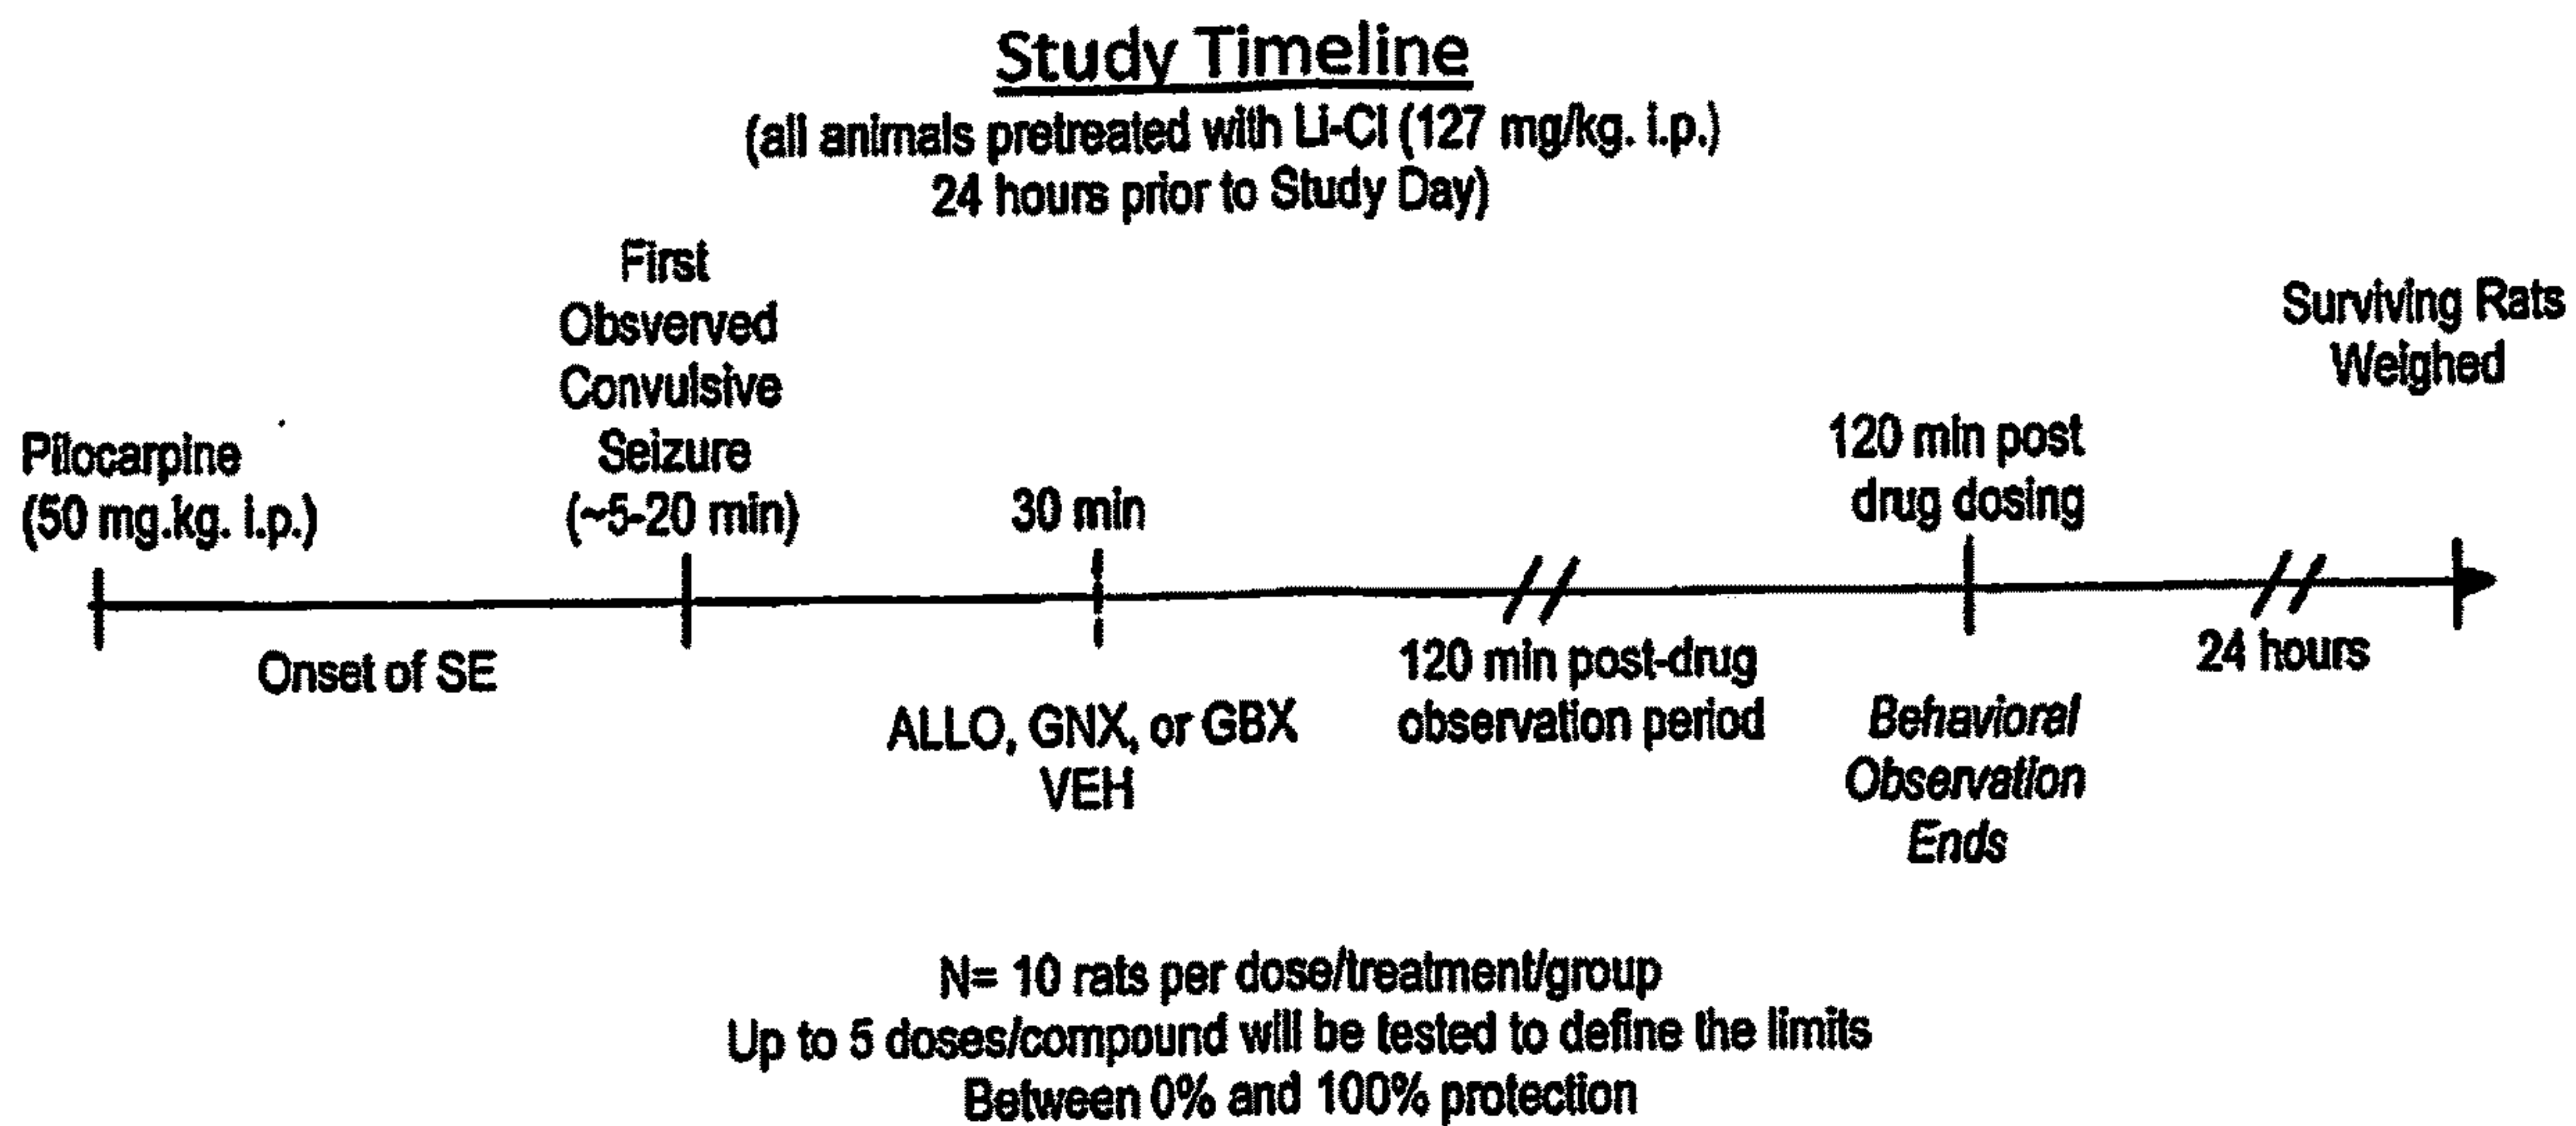 Study Timeline
(all animals pretreated with Li-Cl (127 mg/kg. i.p.)
24 hours prior to Study Day)
Pilocarpine
(50 mg.kg. i.p.)
Onset of SE
First
Obsverved
Convulsive
Seizure
(~5-20 min)
30 min
ALLO, GNX, or GBX
VEH
120 min post-drug
observation period
120 min post
drug dosing
Behavioral
Observation
Ends
24 hours
Surviving Rats
Weighed
N= 10 rats per dose/treatment/group
Up to 5 doses/compound will be tested to define the limits
Between 0% and 100% protection